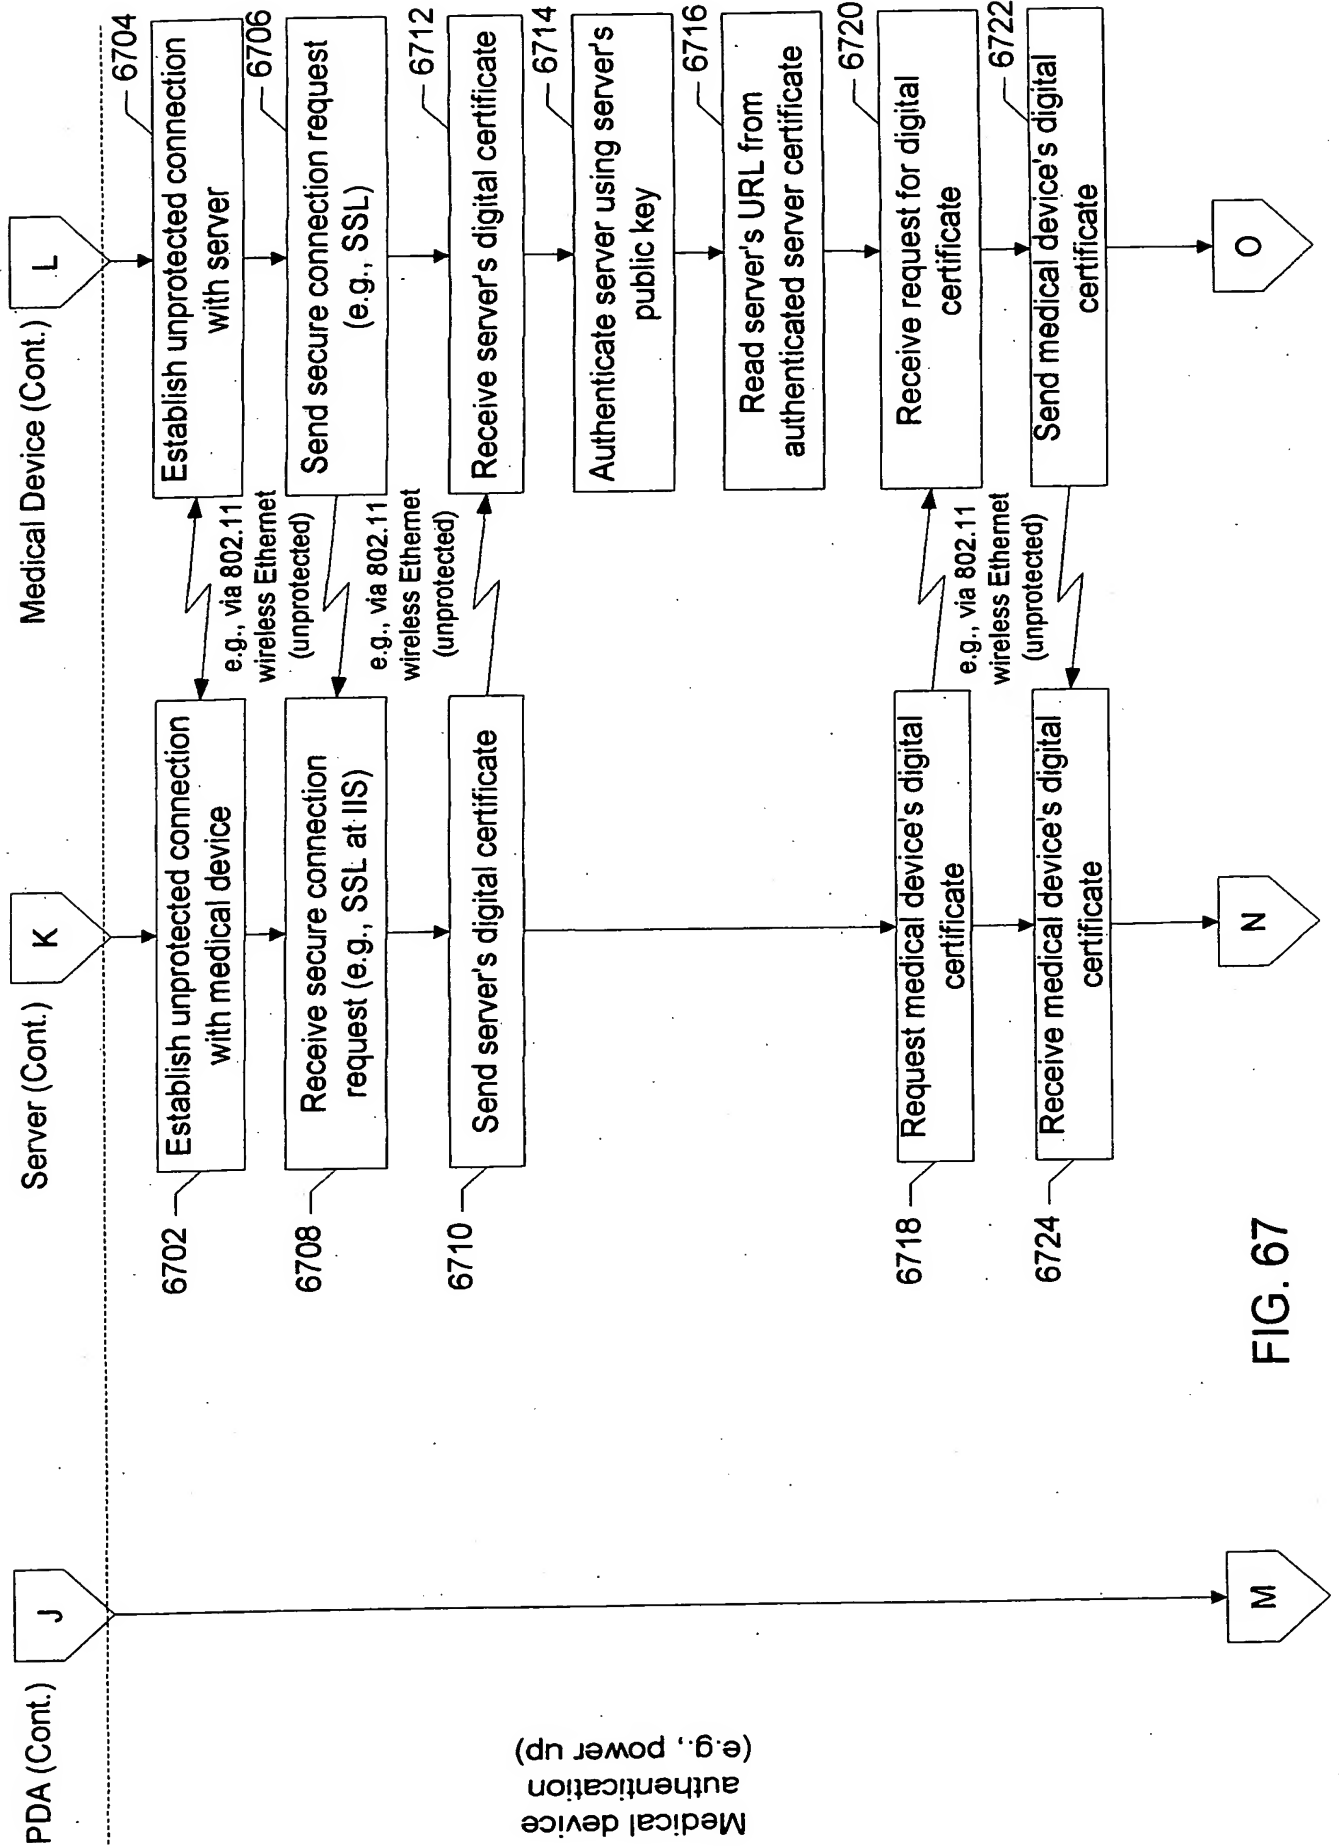 PDA (Cont.)
J
Medical device
authentication
(e.g., power up)
M
Server (Cont.)
K
6702
Establish unprotected connection
with medical device
6708
Receive secure connection
request (e.g., SSL at IIS)
6710
Send server's digital certificate
6718
Request medical device's digital
certificate
6724
Receive medical device's digital
certificate
N
e.g., via 802.11
wireless Ethernet
(unprotected)
e.g., via 802.11
wireless Ethernet
(unprotected)
e.g., via 802.11
wireless Ethernet
(unprotected)
Medical Device (Cont.)
L
6704
Establish unprotected connection
with server
6706
Send secure connection request
(e.g., SSL)
6712
Receive server's digital certificate
6714
Authenticate server using server's
public key
6716
Read server's URL from
authenticated server certificate
6720
Receive request for digital
certificate
6722
Send medical device's digital
certificate
O
FIG. 67